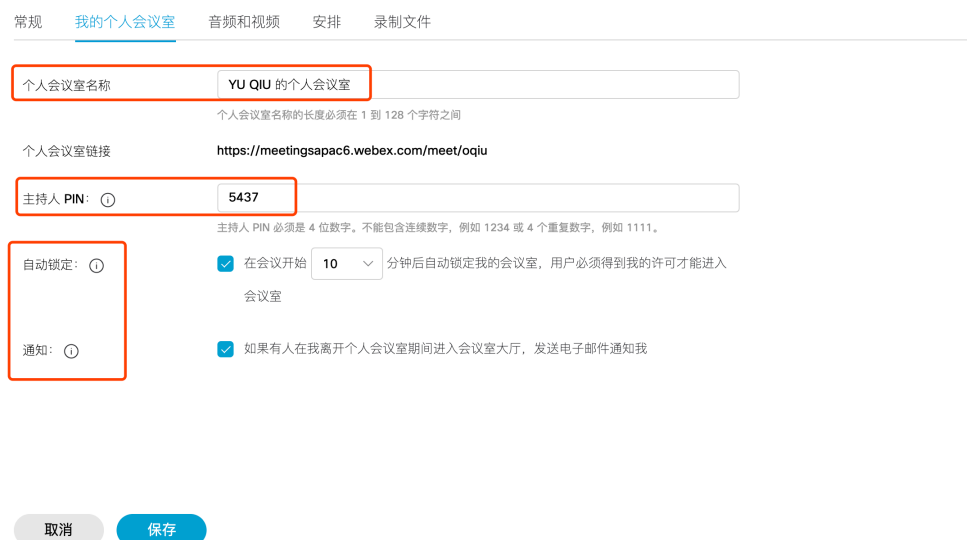 常规 我的个人会议室 音频和视频 安排 录制文件
个人会议室名称 YU QIU 的个人会议室
个人会议室名称的长度必须在 1 到 128 个字符之间
个人会议室链接 https://meetingsapac6.webex.com/meet/oqiu
主持人 PIN: 5437
主持人 PIN 必须是 4 位数字。不能包含连续数字，例如 1234 或 4 个重复数字，例如 1111。
自动锁定: 在会议开始 10 分钟后自动锁定我的会议室，用户必须得到我的许可才能进入
会议室
通知: 如果有人在我离开个人会议室期间进入会议室大厅，发送电子邮件通知我
取消 保存